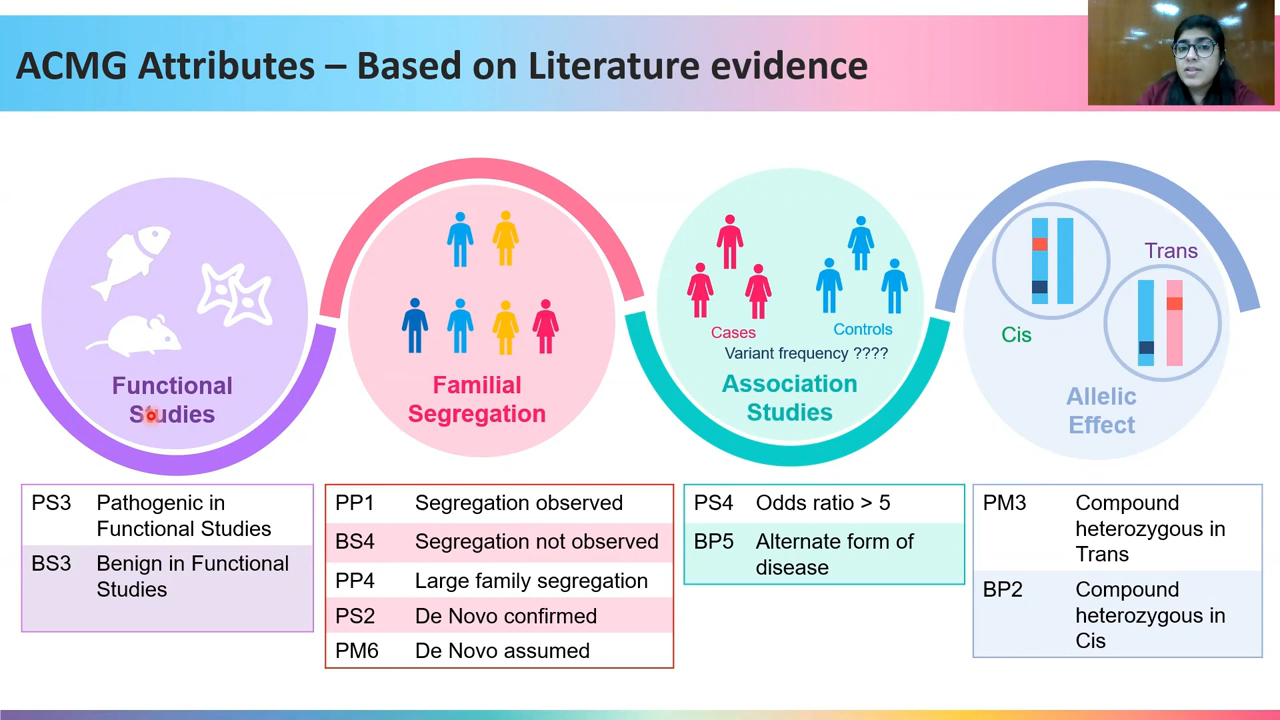 ACMG Attributes – Based on Literature evidence
Functional
Studies
Familial
Segregation
Cases
Controls
Variant frequency ????
Association
Studies
Trans
Cis
Allelic
Effect
PS3 Pathogenic in
Functional Studies
BS3 Benign in Functional
Studies
PP1 Segregation observed
BS4 Segregation not observed
PP4 Large family segregation
PS2 De Novo confirmed
PM6 De Novo assumed
PS4 Odds ratio > 5
BP5 Alternate form of
disease
PM3 Compound
heterozygous in
Trans
BP2 Compound
heterozygous in
Cis